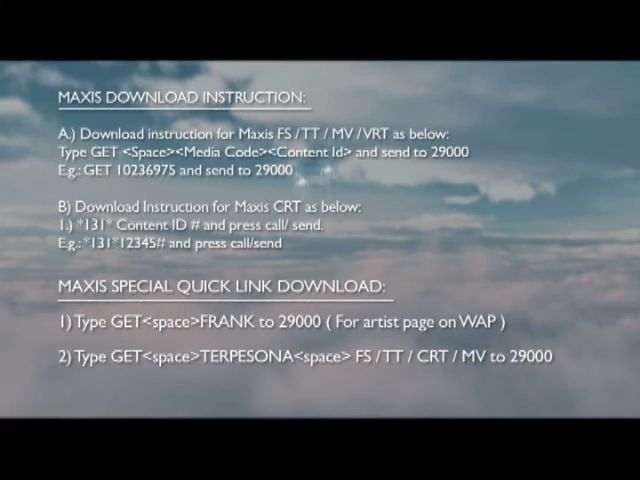 MAXIS DOWNLOAD INSTRUCTION:
A.) Download instruction for Maxis FS / TT / MV / VRT as below:
Type GET <Space><Media Code><Content Id> and send to 29000
E.g.: GET 10236975 and send to 29000
B) Download Instruction for Maxis CRT as below:
1.) *131* Content ID # and press call/ send.
E.g.: *131*12345# and press call/send
MAXIS SPECIAL QUICK LINK DOWNLOAD:
1) Type GET<space>FRANK to 29000 ( For artist page on WAP )
2) Type GET<space>TERPESONA<space> FS / TT / CRT / MV to 29000